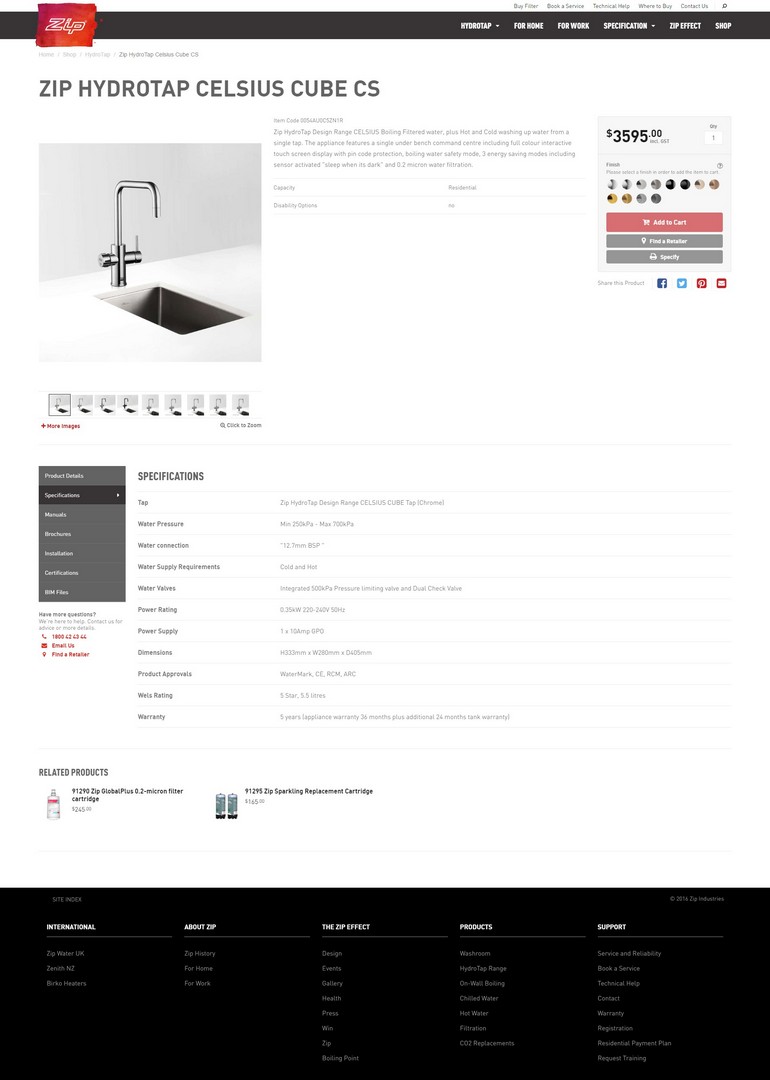 Buy Filter Book a Service Technical Help Where to Buy Contact Us
Zip
HYDROTAP FOR HOME FOR WORK SPECIFICATION ZIP EFFECT SHOP
Home / Shop / HydroTap / Zip HydroTap Celsius Cube CS
ZIP HYDROTAP CELSIUS CUBE CS
Item Code
Zip HydroTap Design Range CELSIUS Boiling Filtered water, plus Hot and Cold washing up water from a
single tap. The appliance features a single under bench command centre including full colour interactive
touch screen display with pin code protection, boiling water safety mode, 3 energy saving modes including
sensor activated "sleep when its dark" and 0.2 micron water filtration.
Capacity Residential
Disability Options no
$3595.00
incl. GST
Qty
1
Finish
Please select a finish in order to add the item to cart
Add to Cart
Find a Retailer
Specify
Share this Product
+ More Images
Click to Zoom
Product Details
Specifications
Manuals
Brochures
Installation
Certifications
BIM Files
Have more questions?
We're here to help. Contact us for
advice or more details.
1800 42 43 44
Email Us
Find a Retailer
SPECIFICATIONS
Tap Zip HydroTap Design Range CELSIUS CUBE Tap (Chrome)
Water Pressure Min 250kPa - Max 700kPa
Water connection "12.7mm BSP "
Water Supply Requirements Cold and Hot
Water Valves Integrated 500kPa Pressure limiting valve and Dual Check Valve
Power Rating 0.35kW 220-240V 50Hz
Power Supply 1 x 10Amp GPO
Dimensions H333mm x W280mm x D405mm
Product Approvals WaterMark, CE, RCM, ARC
Wels Rating 5 Star, 5.5 litres
Warranty 5 years (appliance warranty 36 months plus additional 24 months tank warranty)
RELATED PRODUCTS
91290 Zip GlobalPlus 0.2-micron filter
cartridge
$245.00
91295 Zip Sparkling Replacement Cartridge
$145.00
SITE INDEX
© 2016 Zip Industries
INTERNATIONAL
Zip Water UK
Zenith NZ
Birko Heaters
ABOUT ZIP
Zip History
For Home
For Work
THE ZIP EFFECT
Design
Events
Gallery
Health
Press
Win
Zip
Boiling Point
PRODUCTS
Washroom
HydroTap Range
On-Wall Boiling
Chilled Water
Hot Water
Filtration
CO2 Replacements
SUPPORT
Service and Reliability
Book a Service
Technical Help
Contact
Warranty
Registration
Residential Payment Plan
Request Training